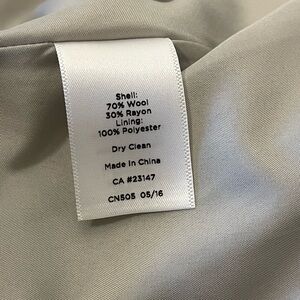 Shell:
70% Wool
30% Rayon
Lining:
100% Polyester
Dry Clean
Made In China
CA #23147
CN505 05/16